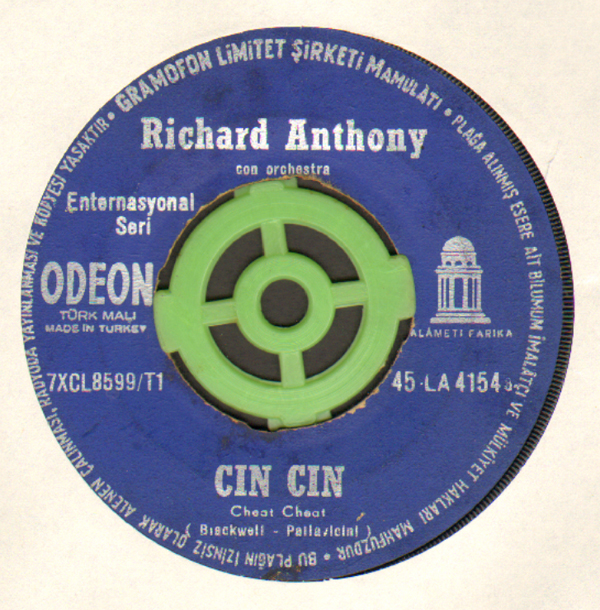 GRAMOFON LİMİTET ŞİRKETİ MAMULATI • PLAĞA ALINMIŞ ESERE AİT BİLUMUM İMALATÇI VE MÜLKİYET HAKLARI MAHFUZDUR • BU PLAĞIN İZİNSİZ OLARAK ALENEN ÇALINMASI, RADYODA YAYINLANMASI VE KOPYESİ YASAKTIR •
Richard Anthony
con orchestra
Enternasyonal
Seri
ODEON
TÜRK MALI
MADE IN TURKEY
ALÂMETİ FARİKA
7XCL8599/T1
45-LA 4154
CIN CIN
Cheat Cheat
( Blackwell - Pallavicini )